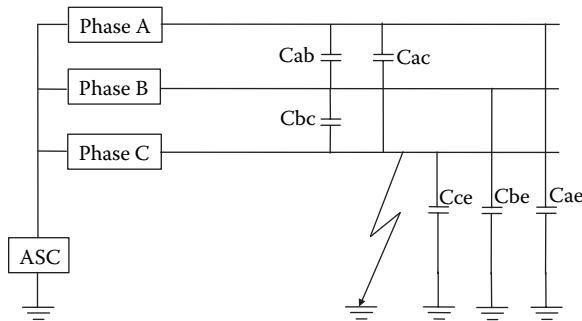 Phase A
Cab
Cac
Phase B
Cbc
Phase C
Cce
Cbe
Cae
ASC